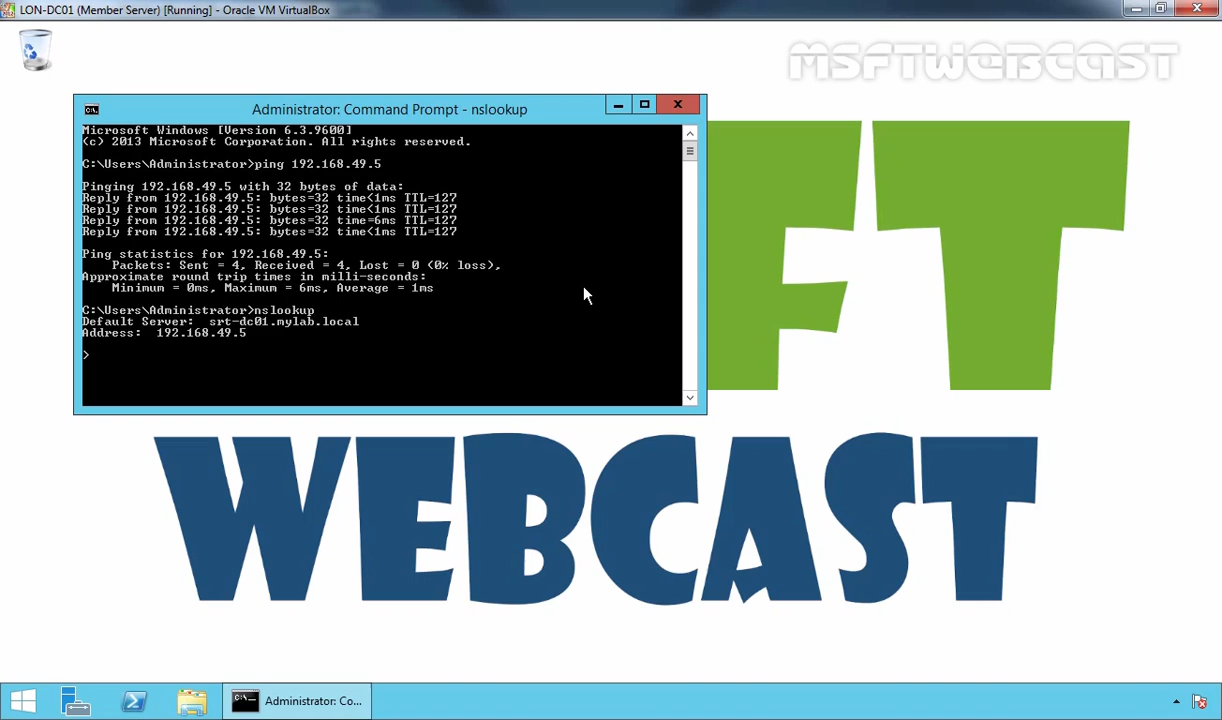 LON-DC01 (Member Server) [Running] - Oracle VM VirtualBox
MSFTWEBCAST
Administrator: Command Prompt - nslookup
Microsoft Windows [Version 6.3.9600]
(c) 2013 Microsoft Corporation. All rights reserved.
C:\Users\Administrator>ping 192.168.49.5
Pinging 192.168.49.5 with 32 bytes of data:
Reply from 192.168.49.5: bytes=32 time<1ms TTL=127
Reply from 192.168.49.5: bytes=32 time<1ms TTL=127
Reply from 192.168.49.5: bytes=32 time=6ms TTL=127
Reply from 192.168.49.5: bytes=32 time<1ms TTL=127
Ping statistics for 192.168.49.5:
Packets: Sent = 4, Received = 4, Lost = 0 (0% loss),
Approximate round trip times in milli-seconds:
Minimum = 0ms, Maximum = 6ms, Average = 1ms
C:\Users\Administrator>nslookup
Default Server: srt-dc01.mylab.local
Address: 192.168.49.5
>
FT
WEBCAST
Administrator: Co...